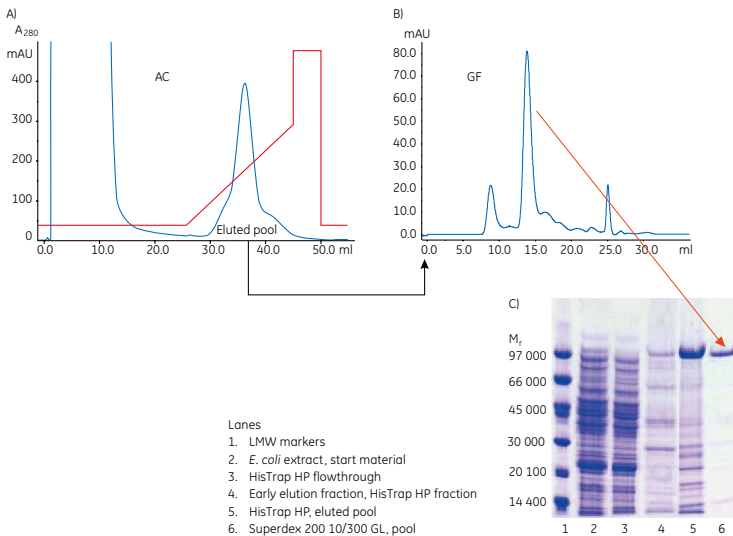 A)
A280
mAU
AC
400
300
200
100
0
Eluted pool
0.0 10.0 20.0 30.0 40.0 50.0 ml
B)
mAU
80.0
70.0
60.0
50.0
40.0
30.0
20.0
10.0
0.0
GF
0.0 5.0 10.0 15.0 20.0 25.0 30.0 ml
C)
Mr
97 000
66 000
45 000
30 000
20 100
14 400
1 2 3 4 5 6
Lanes
1. LMW markers
2. E. coli extract, start material
3. HisTrap HP flowthrough
4. Early elution fraction, HisTrap HP fraction
5. HisTrap HP, eluted pool
6. Superdex 200 10/300 GL, pool